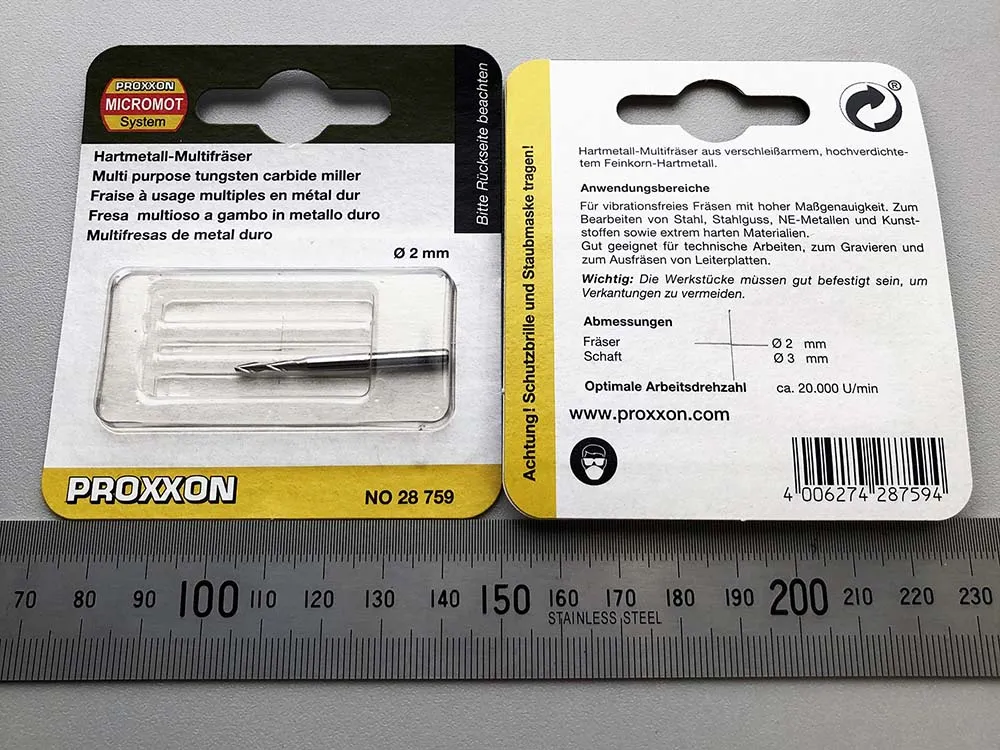 PROXXON
MICROMOT
System
Bitte Rückseite beachten
Hartmetall-Multifräser
Multi purpose tungsten carbide miller
Fraise à usage multiples en métal dur
Fresa multioso a gambo in metallo duro
Multifresas de metal duro
Ø 2 mm
PROXXON
NO 28 759
Achtung! Schutzbrille und Staubmaske tragen!
®
Hartmetall-Multifräser aus verschleißarmem, hochverdichte-
tem Feinkorn-Hartmetall.
Anwendungsbereiche
Für vibrationsfreies Fräsen mit hoher Maßgenauigkeit. Zum
Bearbeiten von Stahl, Stahlguss, NE-Metallen und Kunst-
stoffen sowie extrem harten Materialien.
Gut geeignet für technische Arbeiten, zum Gravieren und
zum Ausfräsen von Leiterplatten.
Wichtig: Die Werkstücke müssen gut befestigt sein, um
Verkantungen zu vermeiden.
Abmessungen
Fräser Ø 2 mm
Schaft Ø 3 mm
Optimale Arbeitsdrehzahl ca. 20.000 U/min
www.proxxon.com
4 006274 287594
70 80 90 100 110 120 130 140 150 160 170 180 190 200 210 220 230
STAINLESS STEEL